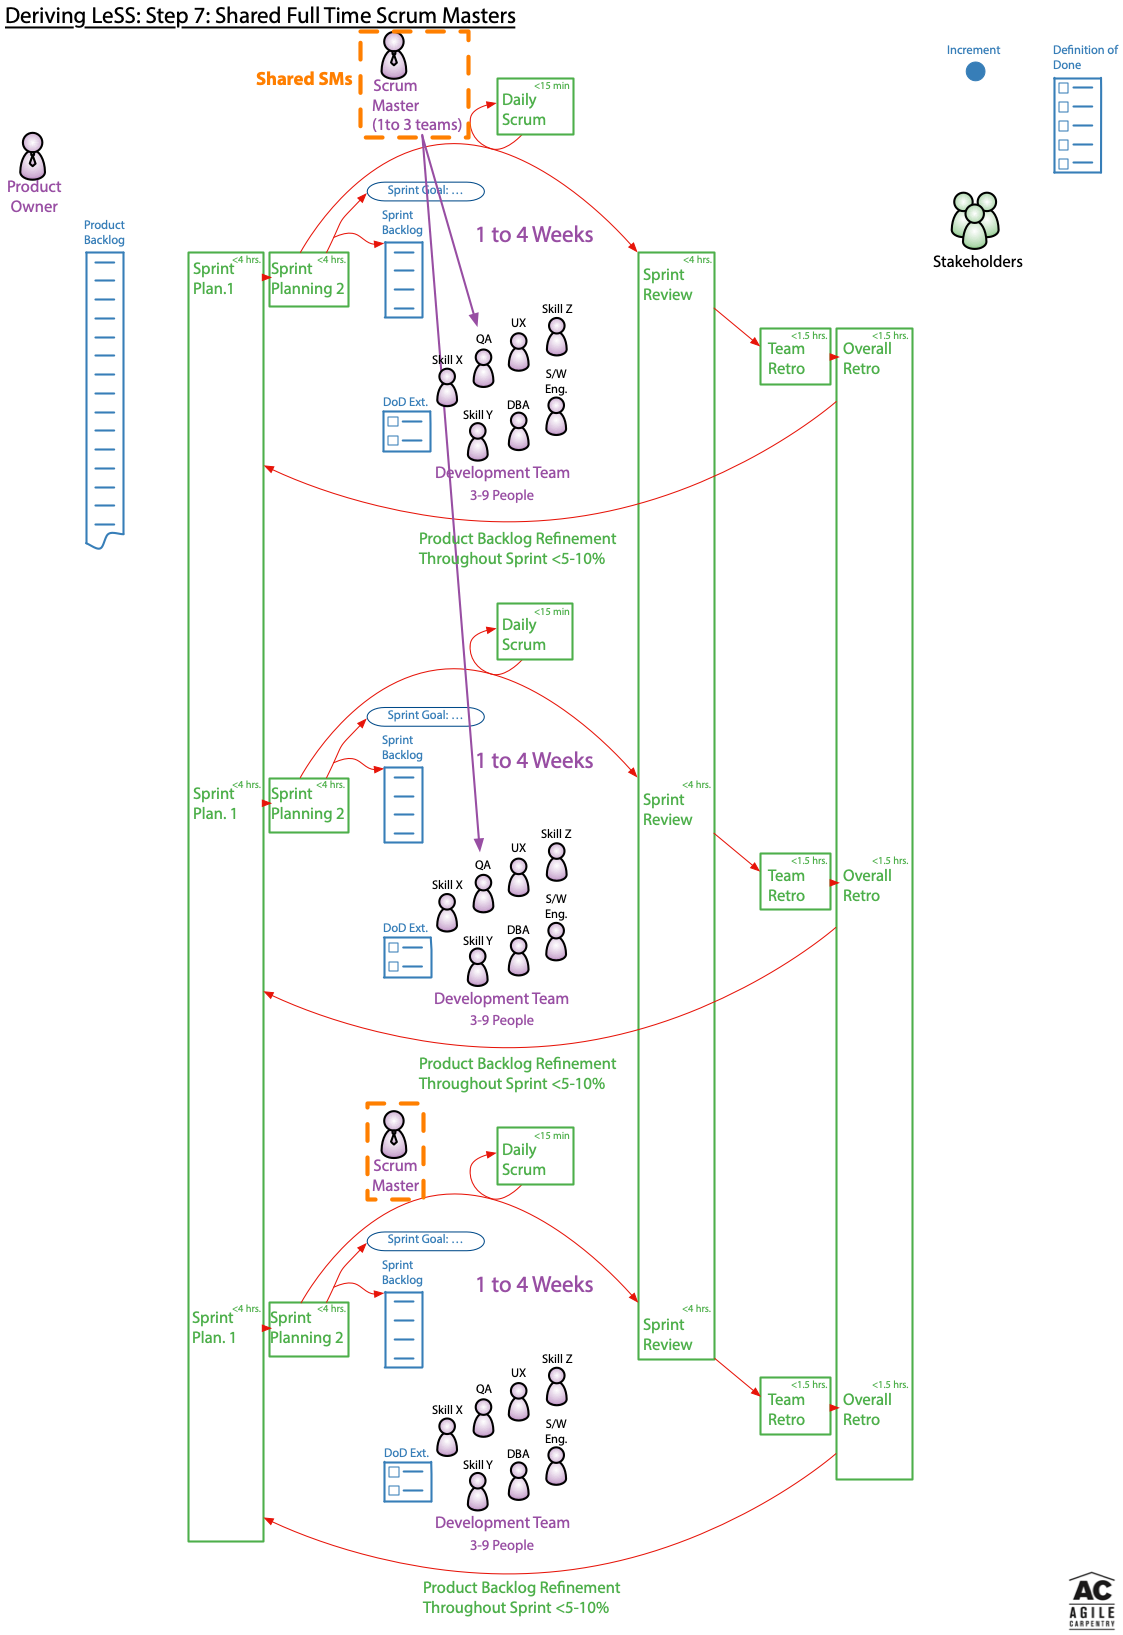 Deriving LeSS: Step 7: Shared Full Time Scrum Masters
Shared SMs
Scrum
Master
(1to 3 teams)
<15 min
Daily
Scrum
Increment
Definition of
Done
Product
Owner
Stakeholders
Product
Backlog
Sprint Goal: …
Sprint
Backlog
1 to 4 Weeks
<4 hrs.
Sprint
Plan.1
<4 hrs.
Sprint
Planning 2
<4 hrs.
Sprint
Review
Skill Z
UX
QA
Skill X
S/W
Eng.
DoD Ext.
DBA
Skill Y
Development Team
3-9 People
<1.5 hrs.
Team
Retro
<1.5 hrs.
Overall
Retro
Product Backlog Refinement
Throughout Sprint <5-10%
<15 min
Daily
Scrum
Sprint Goal: …
Sprint
Backlog
1 to 4 Weeks
<4 hrs.
Sprint
Plan. 1
<4 hrs.
Sprint
Planning 2
<4 hrs.
Sprint
Review
Skill Z
UX
QA
Skill X
S/W
Eng.
DoD Ext.
DBA
Skill Y
Development Team
3-9 People
<1.5 hrs.
Team
Retro
<1.5 hrs.
Overall
Retro
Product Backlog Refinement
Throughout Sprint <5-10%
Scrum
Master
<15 min
Daily
Scrum
Sprint Goal: …
Sprint
Backlog
1 to 4 Weeks
<4 hrs.
Sprint
Plan. 1
<4 hrs.
Sprint
Planning 2
<4 hrs.
Sprint
Review
Skill Z
UX
QA
Skill X
S/W
Eng.
DoD Ext.
DBA
Skill Y
Development Team
3-9 People
<1.5 hrs.
Team
Retro
<1.5 hrs.
Overall
Retro
Product Backlog Refinement
Throughout Sprint <5-10%
AC
AGILE
CARPENTRY